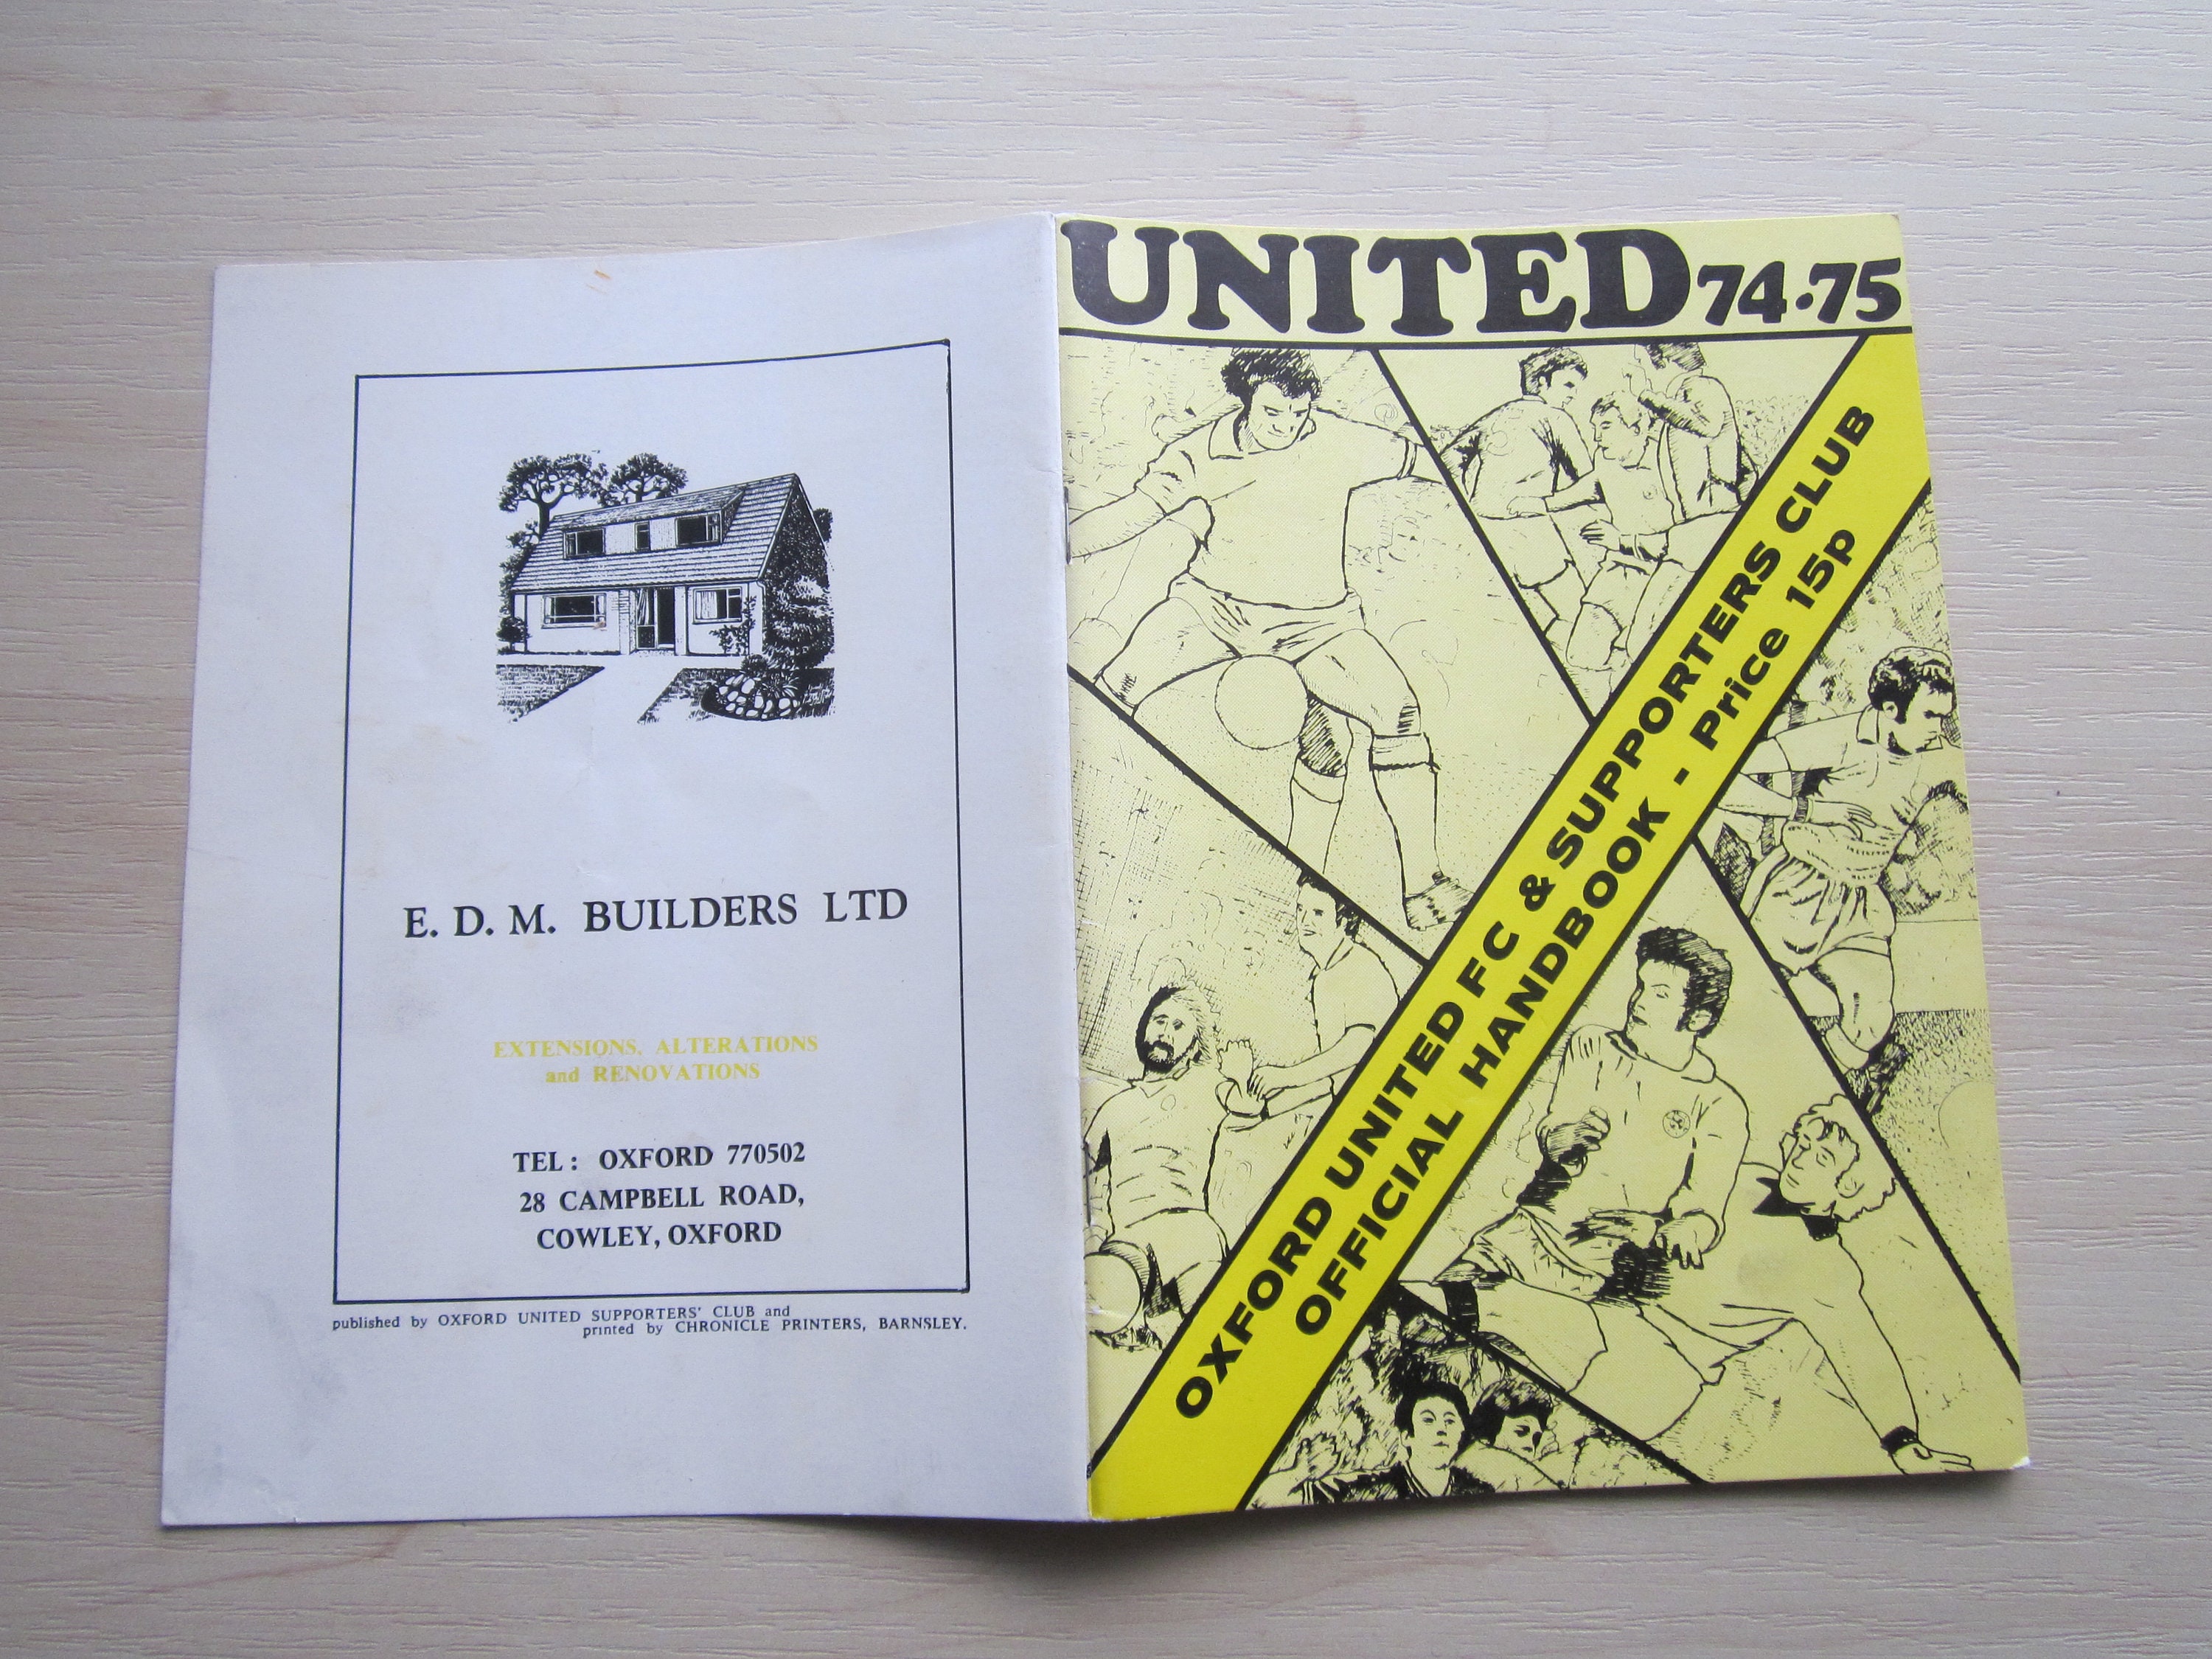 E. D. M. BUILDERS LTD
EXTENSIONS, ALTERATIONS
and RENOVATIONS
TEL : OXFORD 770502
28 CAMPBELL ROAD,
COWLEY, OXFORD
published by OXFORD UNITED SUPPORTERS' CLUB and
printed by CHRONICLE PRINTERS, BARNSLEY.
UNITED 74·75
OXFORD UNITED FC & SUPPORTERS CLUB
OFFICIAL HANDBOOK - Price 15p